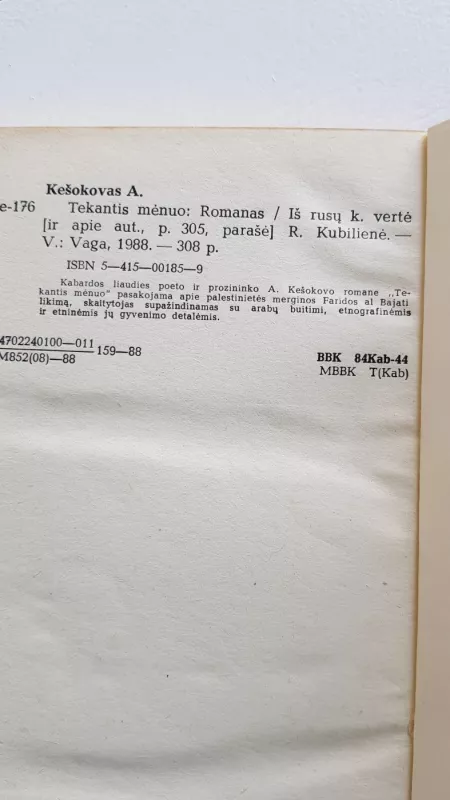 Kešokovas A.
e-176 Tekantis mėnuo: Romanas / Iš rusų k. vertė
[ir apie aut., p. 305, parašė] R. Kubilienė. —
V.: Vaga, 1988. — 308 p.
ISBN 5—415—00185—9
Kabardos liaudies poeto ir prozininko A. Kešokovo romane „Te-
kantis mėnuo“ pasakojama apie palestinietės merginos Faridos al Bajati
likimą, skaitytojas supažindinamas su arabų buitimi, etnografinėmis
ir etninėmis jų gyvenimo detalėmis.
4702240100—011
M852(08)—88 159—88
BBK 84Kab-44
MBBK T(Kab)